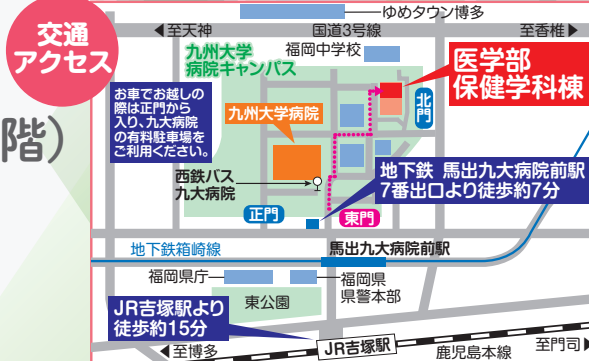 交通
アクセス
階）
ゆめタウン博多
◀至天神
国道3号線
至香椎▶
福岡中学校
九州大学
病院キャンパス
医学部
保健学科棟
北門
お車でお越しの
際は正門から
入り、九大病院
の有料駐車場を
ご利用ください。
九州大学病院
西鉄バス
九大病院
地下鉄 馬出九大病院前駅
7番出口より徒歩約7分
正門
東門
地下鉄箱崎線
馬出九大病院前駅
福岡県庁
福岡県
県警本部
東公園
JR吉塚駅より
徒歩約15分
◀至博多
JR吉塚駅
鹿児島本線
至門司▶